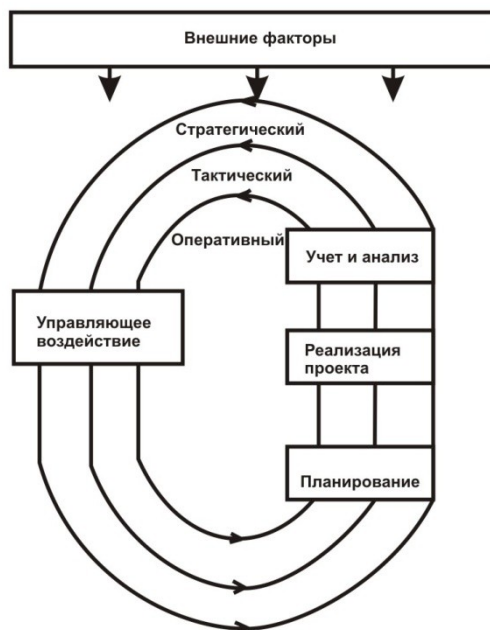 Внешние факторы
Стратегический
Тактический
Оперативный
Учет и анализ
Управляющее
воздействие
Реализация
проекта
Планирование